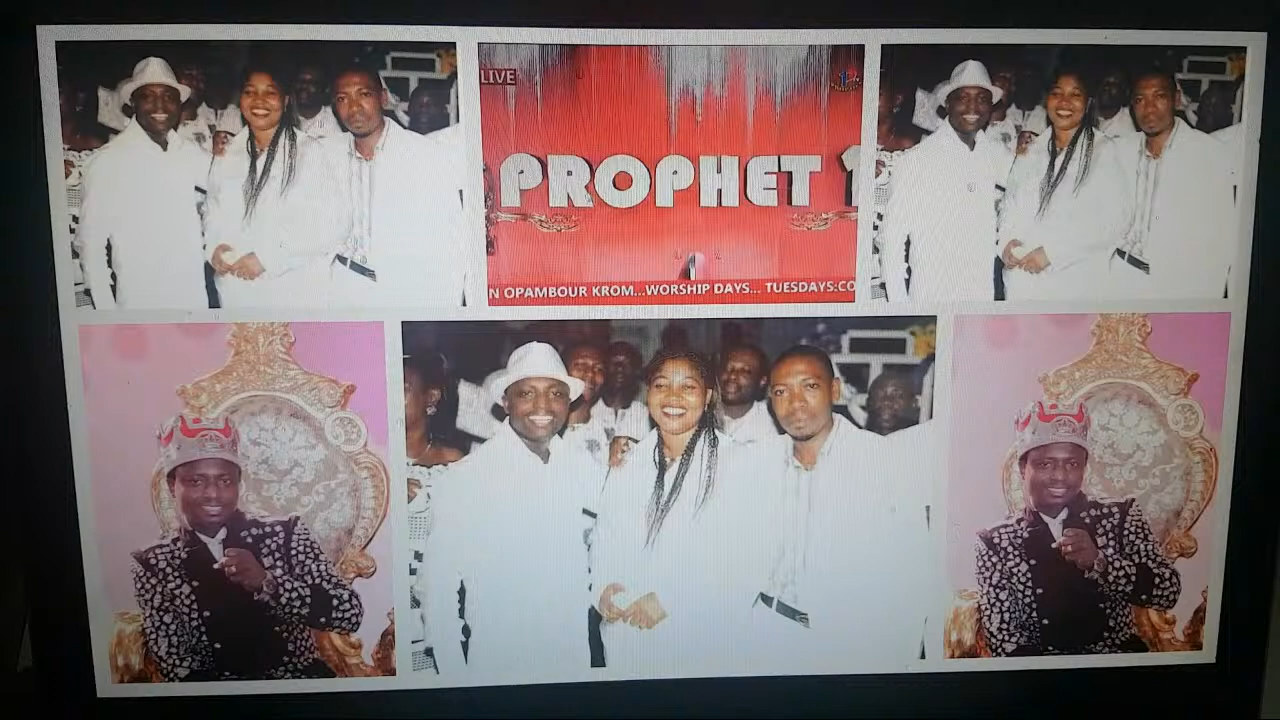 LIVE
PROPHET 1
N OPAMBOUR KROM...WORSHIP DAYS... TUESDAYS:CO